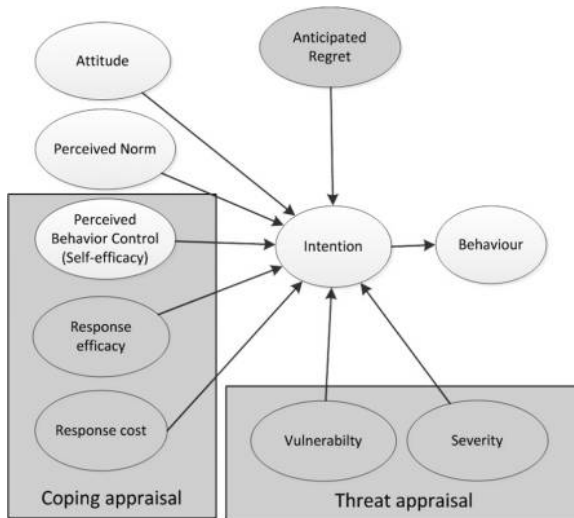 Anticipated
Regret
Attitude
Perceived Norm
Perceived
Behavior Control
(Self-efficacy)
Intention
Behaviour
Response
efficacy
Response cost
Vulnerabilty
Severity
Coping appraisal
Threat appraisal